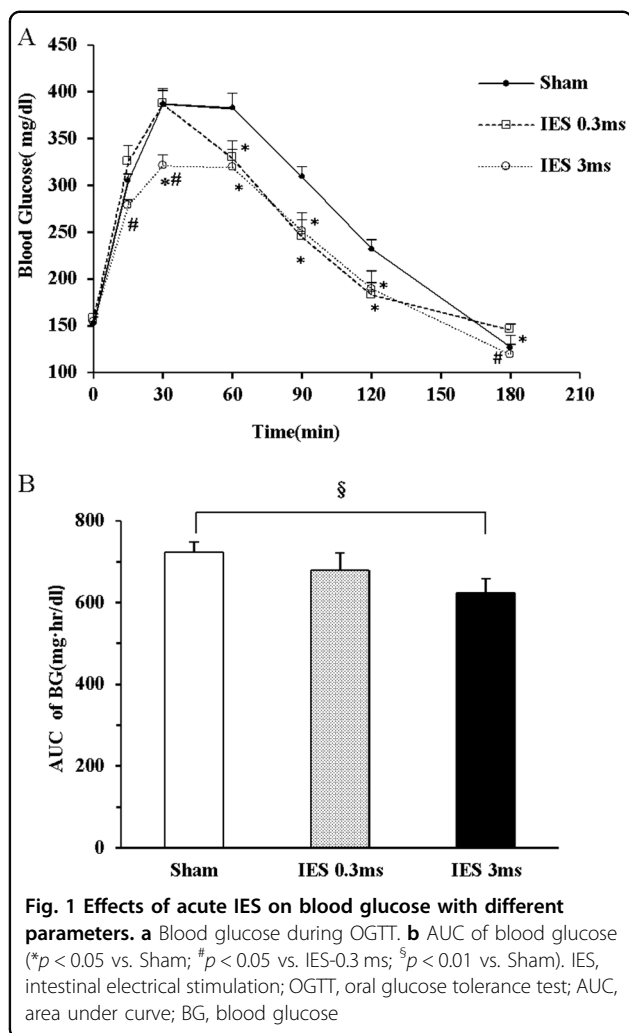 A
Blood Glucose( mg/dl)
450
400
350
300
250
200
150
100
Sham
IES 0.3ms
IES 3ms
#
*#
*
*
*
*
*
*
*
#
0 30 60 90 120 150 180 210
Time(min)
B
§
AUC of BG(mg·hr/dl)
800
600
400
200
0
Sham IES 0.3ms IES 3ms
Fig. 1 Effects of acute IES on blood glucose with different
parameters. a Blood glucose during OGTT. b AUC of blood glucose
(*p < 0.05 vs. Sham; #p < 0.05 vs. IES-0.3 ms; §p < 0.01 vs. Sham). IES,
intestinal electrical stimulation; OGTT, oral glucose tolerance test; AUC,
area under curve; BG, blood glucose